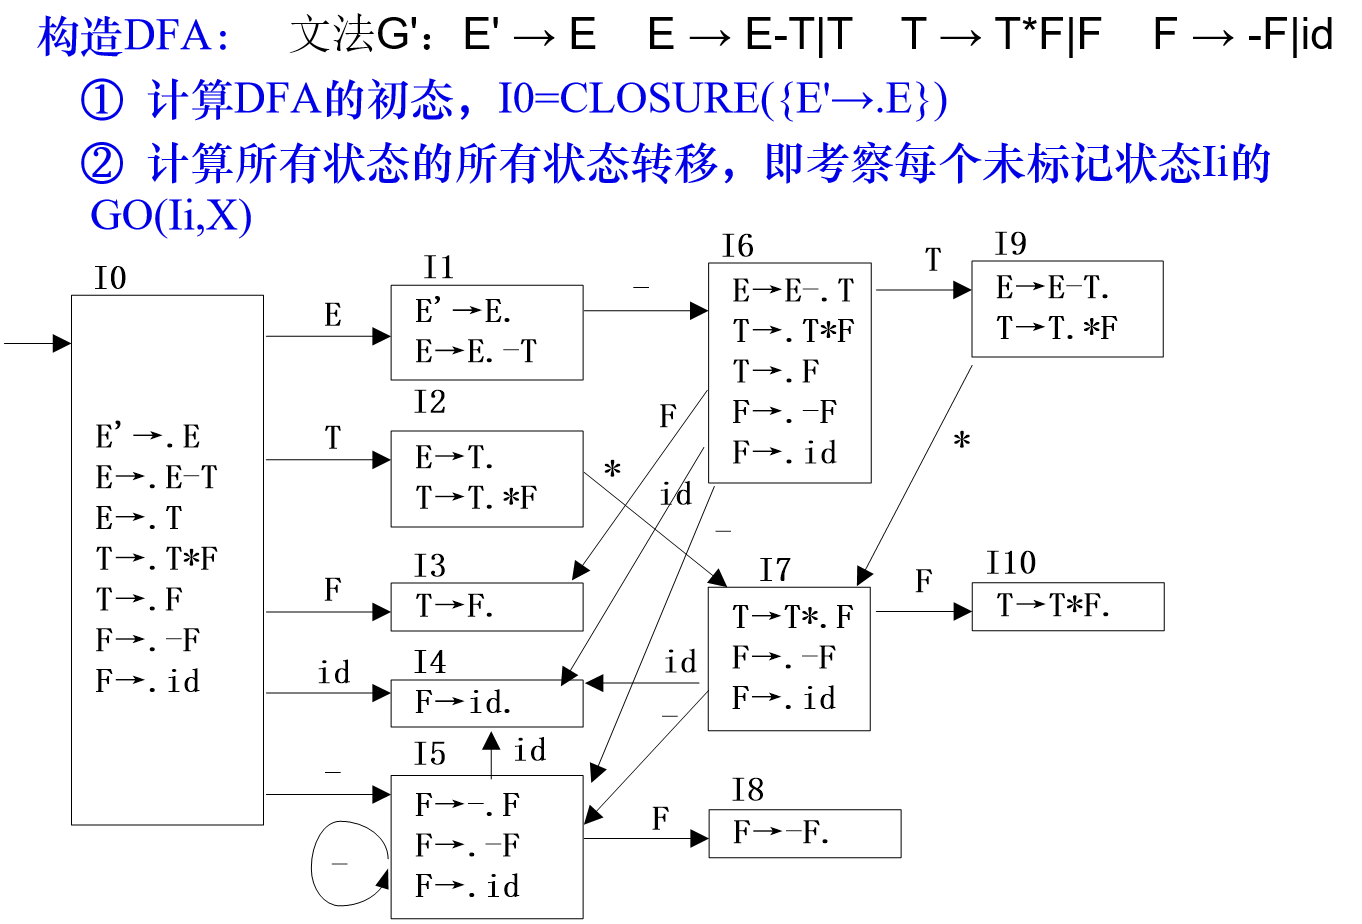 构造DFA： 文法G'：E' → E E → E-T|T T → T*F|F F → -F|id
① 计算DFA的初态，I0=CLOSURE({E'→.E})
② 计算所有状态的所有状态转移，即考察每个未标记状态Ii的
GO(Ii,X)
I0
E'→.E
E→.E-T
E→.T
T→.T*F
T→.F
F→.-F
F→.id
E
T
F
id
-
I1
E'→E.
E→E.-T
I2
E→T.
T→T.*F
I3
T→F.
I4
F→id.
id
I5
F→-.F
F→.-F
F→.id
-
-
*
F
id
-
I6
E→E-.T
T→.T*F
T→.F
F→.-F
F→.id
T
I9
E→E-T.
T→T.*F
*
I7
T→T*.F
F→.-F
F→.id
id
-
F
I10
T→T*F.
F
I8
F→-F.